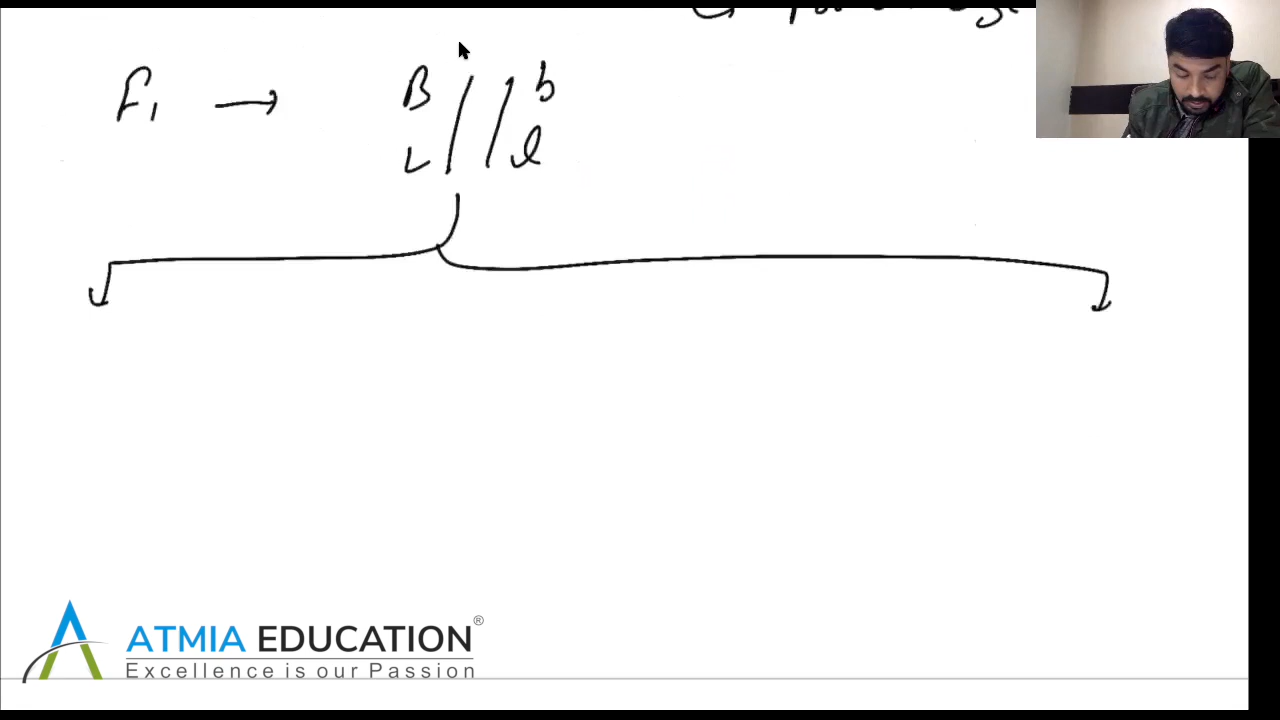 F1 → B // b
L l
ATMIA EDUCATION®
Excellence is our Passion